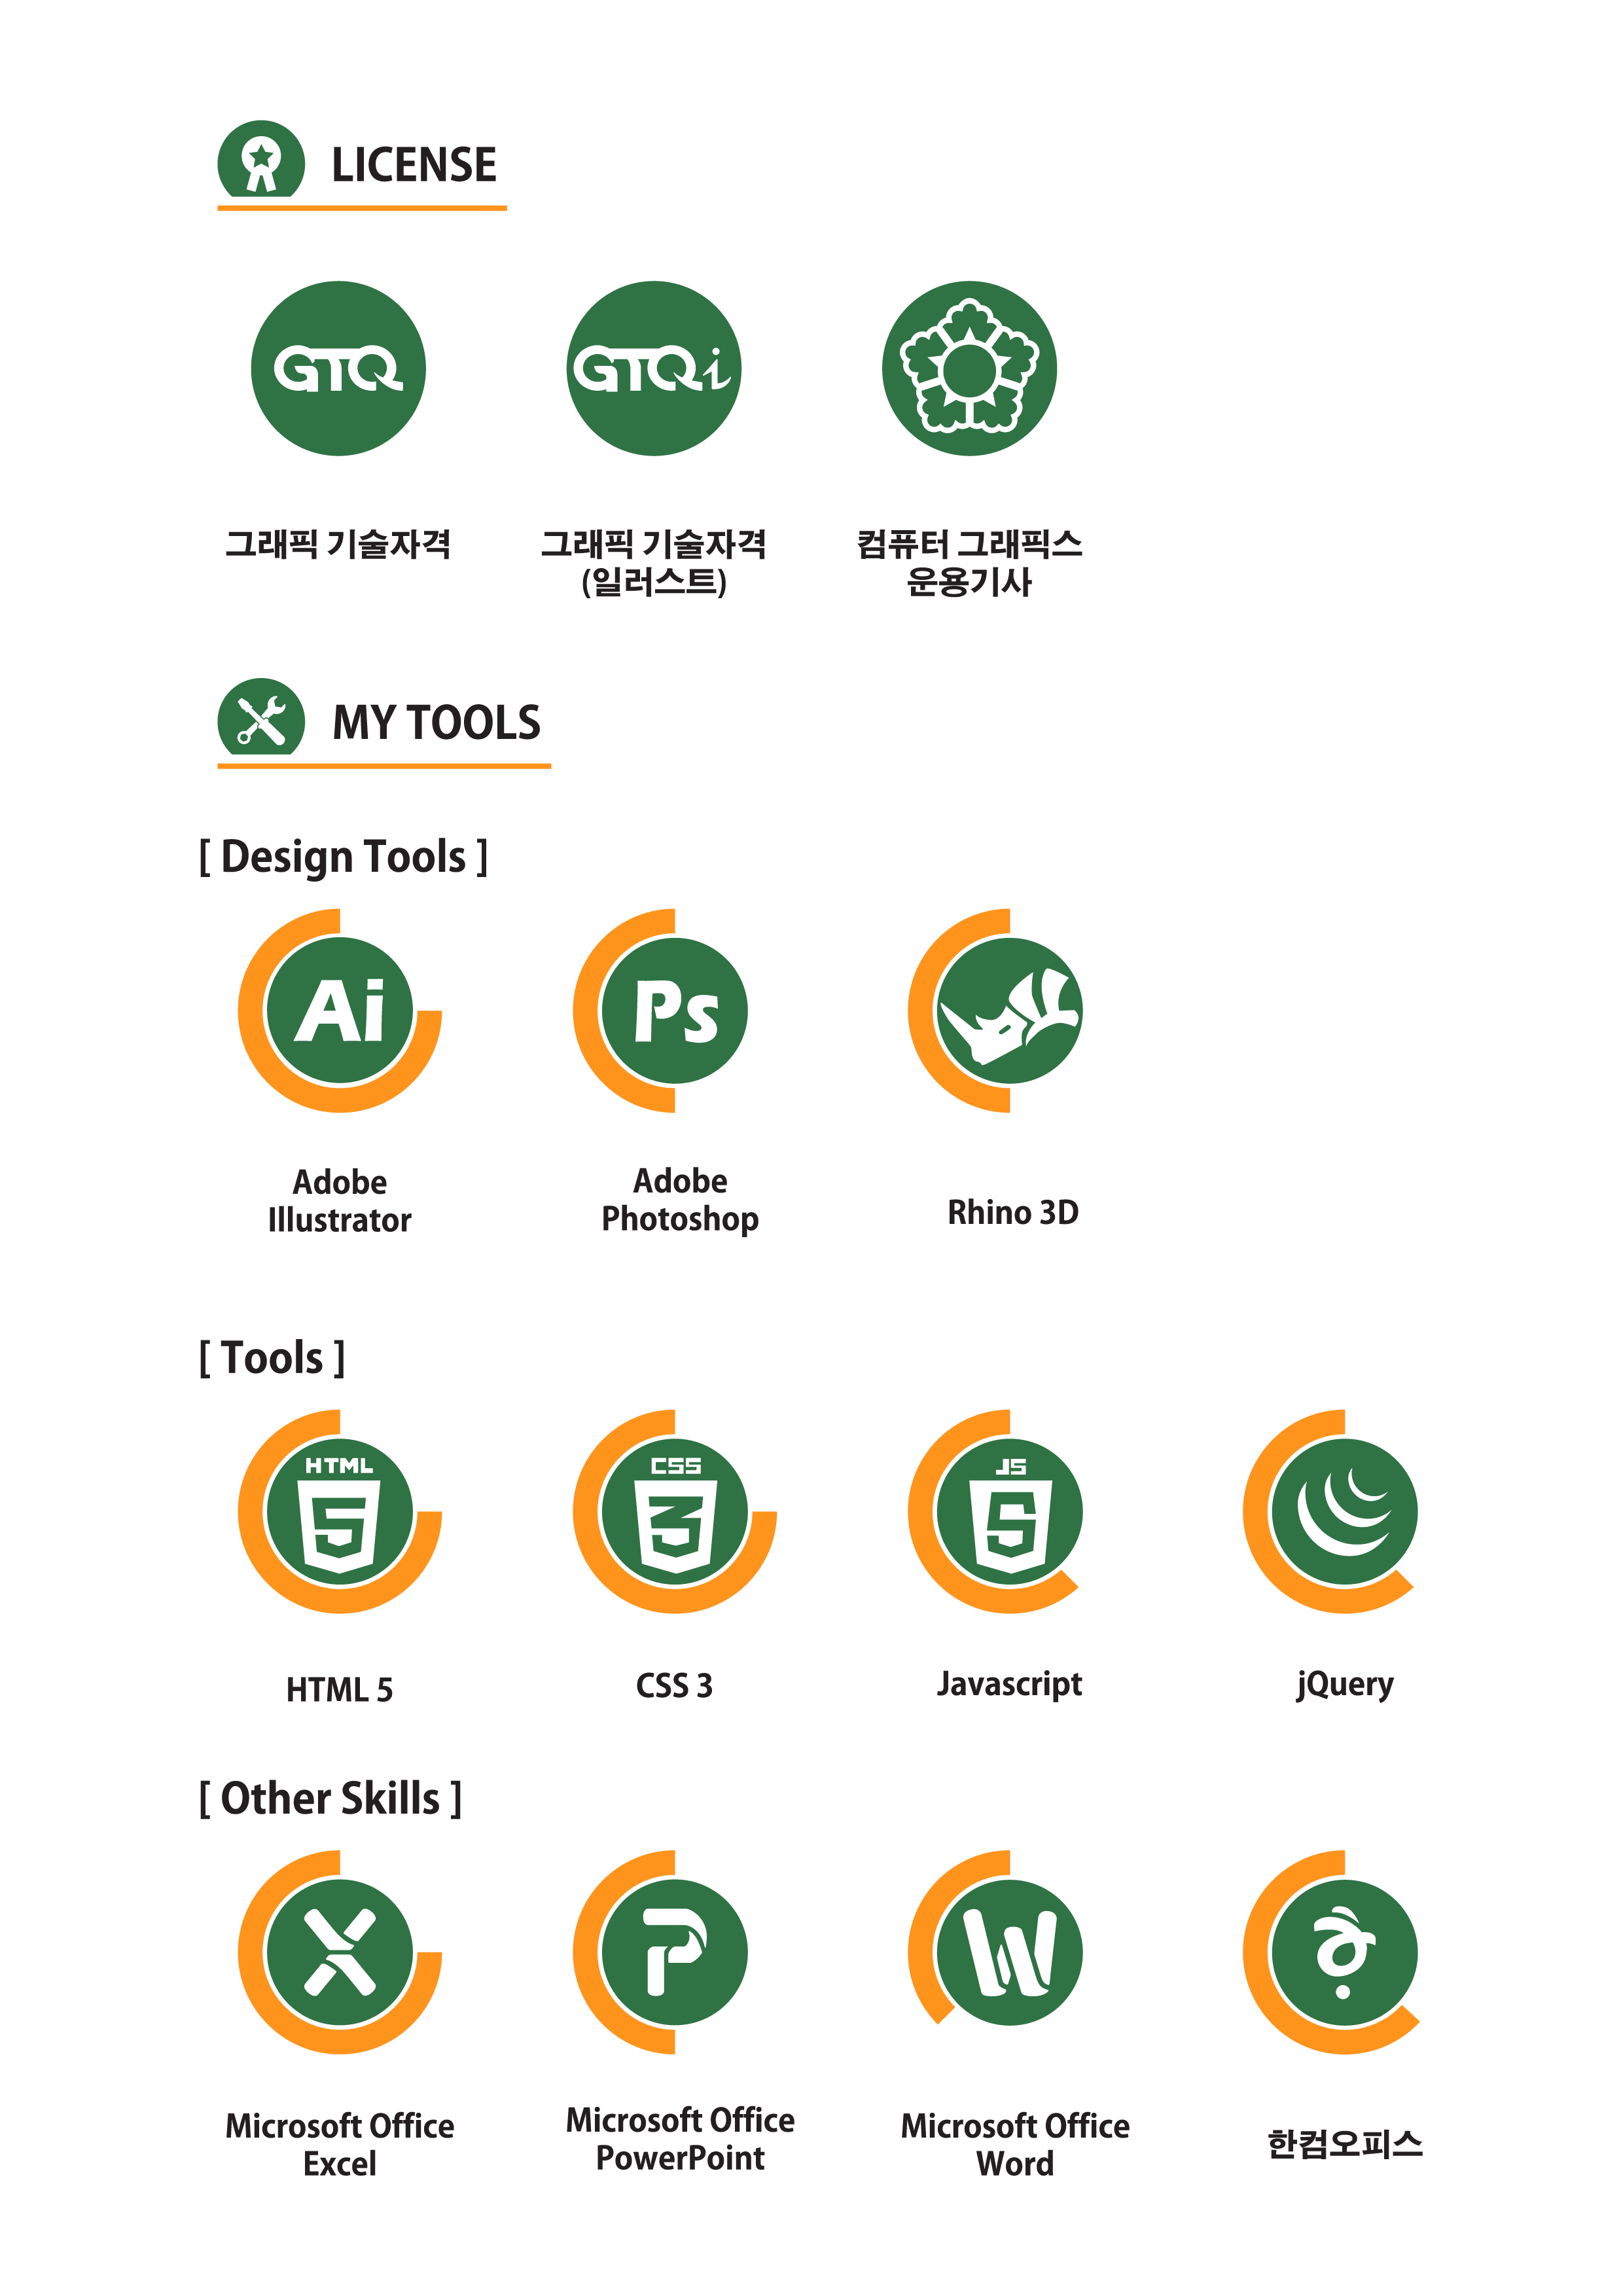 LICENSE
GTQ
GTQi
그래픽 기술자격
그래픽 기술자격
(일러스트)
컴퓨터 그래픽스
운용기사
MY TOOLS
[ Design Tools ]
Ai
Ps
Adobe
Illustrator
Adobe
Photoshop
Rhino 3D
[ Tools ]
HTML
5
CSS
3
JS
5
HTML 5
CSS 3
Javascript
jQuery
[ Other Skills ]
X
P
W
Microsoft Office
Excel
Microsoft Office
PowerPoint
Microsoft Office
Word
한컴오피스